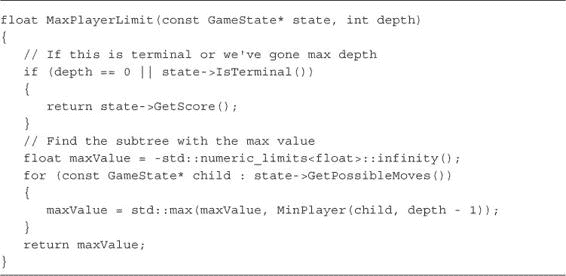 float MaxPlayerLimit(const GameState* state, int depth)
{
   // If this is terminal or we've gone max depth
   if (depth == 0 || state->IsTerminal())
   {
      return state->GetScore();
   }
   // Find the subtree with the max value
   float maxValue = -std::numeric_limits<float>::infinity();
   for (const GameState* child : state->GetPossibleMoves())
   {
      maxValue = std::max(maxValue, MinPlayer(child, depth - 1));
   }
   return maxValue;
}